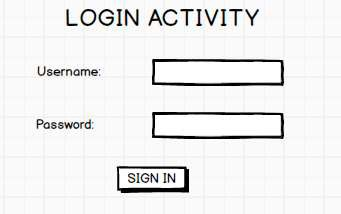 LOGIN ACTIVITY
Username:
Password:
SIGN IN